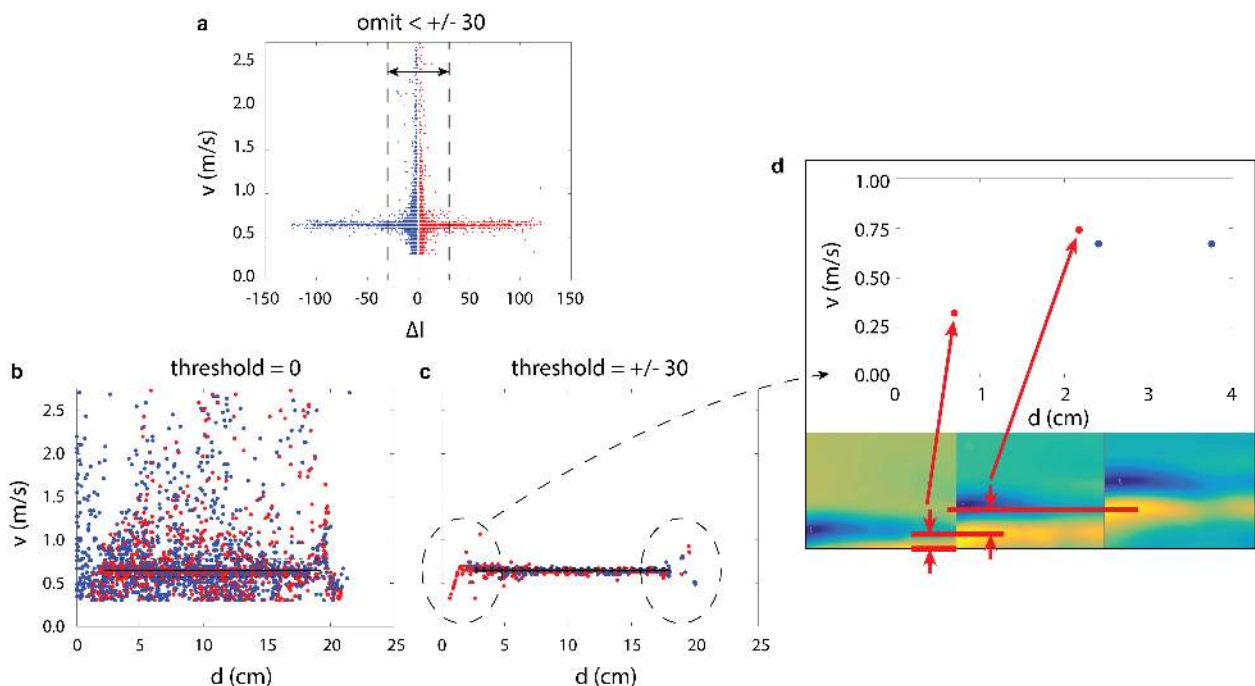 a
omit < +/- 30
2.5
2.0
1.5
1.0
0.5
0.0
v (m/s)
-150 -100 -50 0 50 100 150
ΔI
b
threshold = 0
2.5
2.0
1.5
1.0
0.5
0.0
v (m/s)
0 5 10 15 20 25
d (cm)
c
threshold = +/- 30
0 5 10 15 20 25
d (cm)
d
1.00
0.75
0.50
0.25
0.00
v (m/s)
0 1 2 3 4
d (cm)